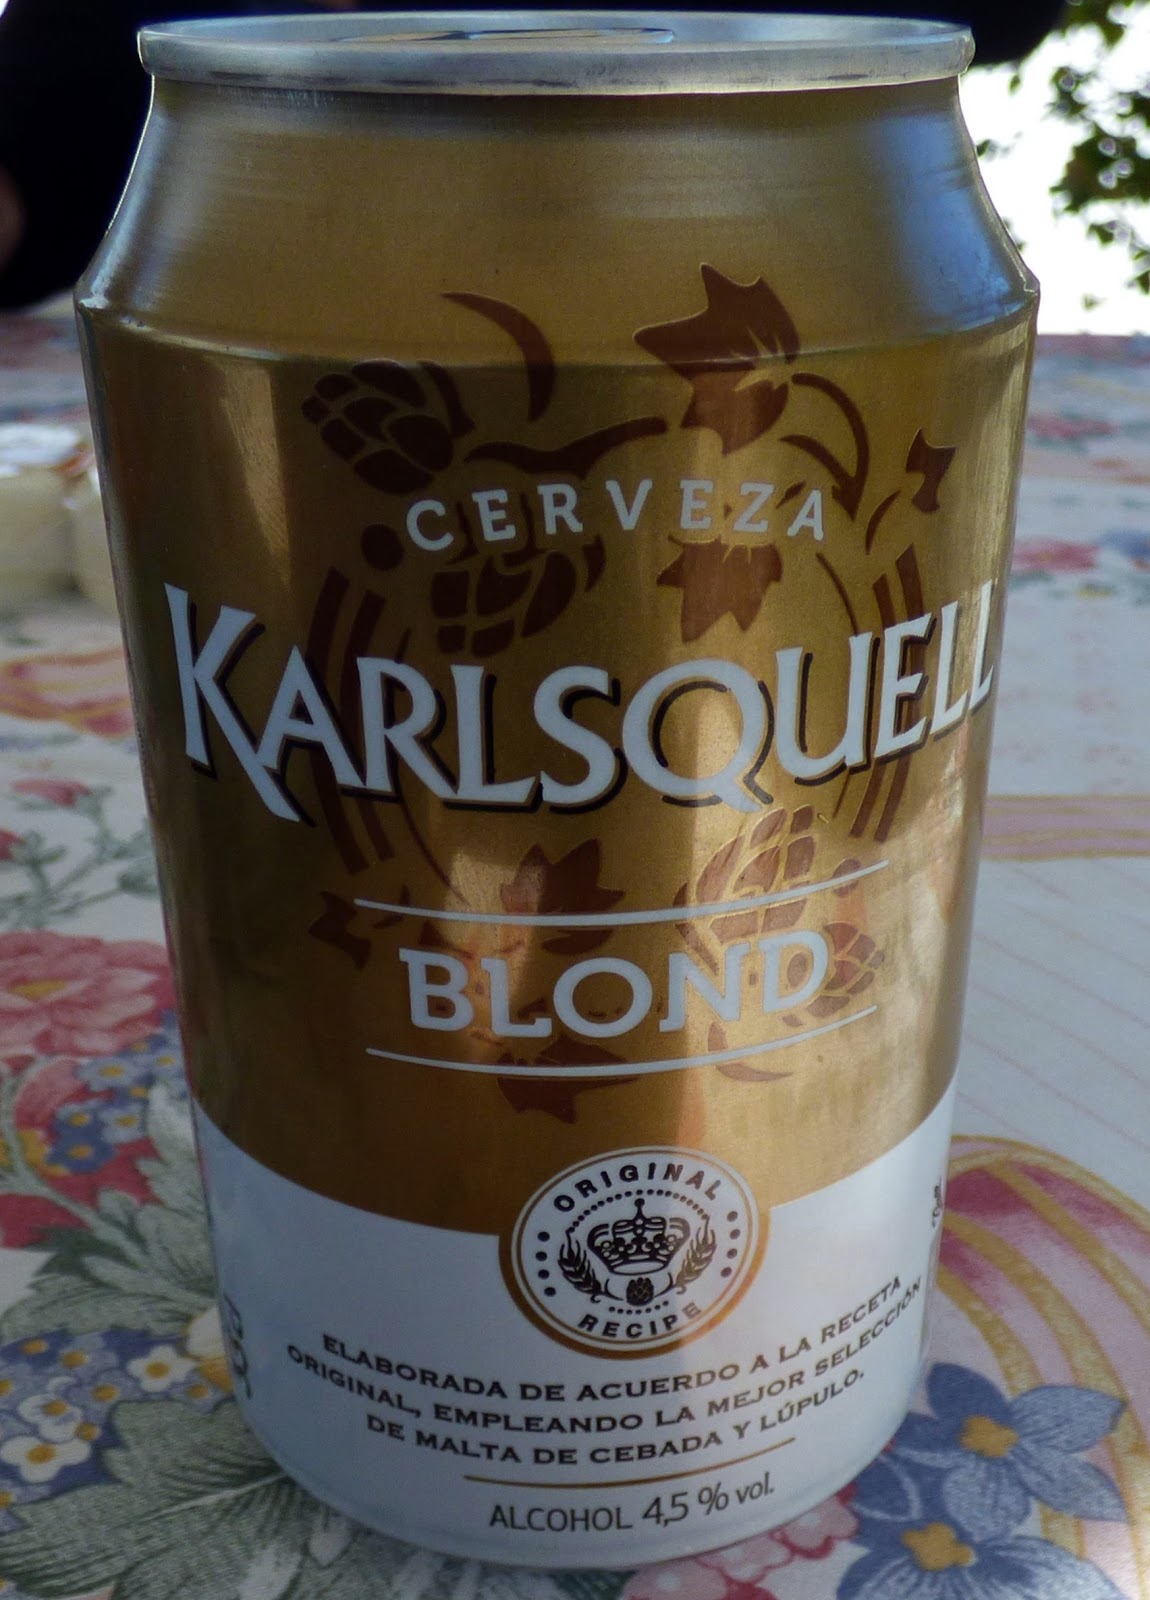 CERVEZA
KARLSQUELL
BLOND
ORIGINAL
RECIPE
ELABORADA DE ACUERDO A LA RECETA
ORIGINAL, EMPLEANDO LA MEJOR SELECCIÓN
DE MALTA DE CEBADA Y LÚPULO.
ALCOHOL 4,5 % vol.